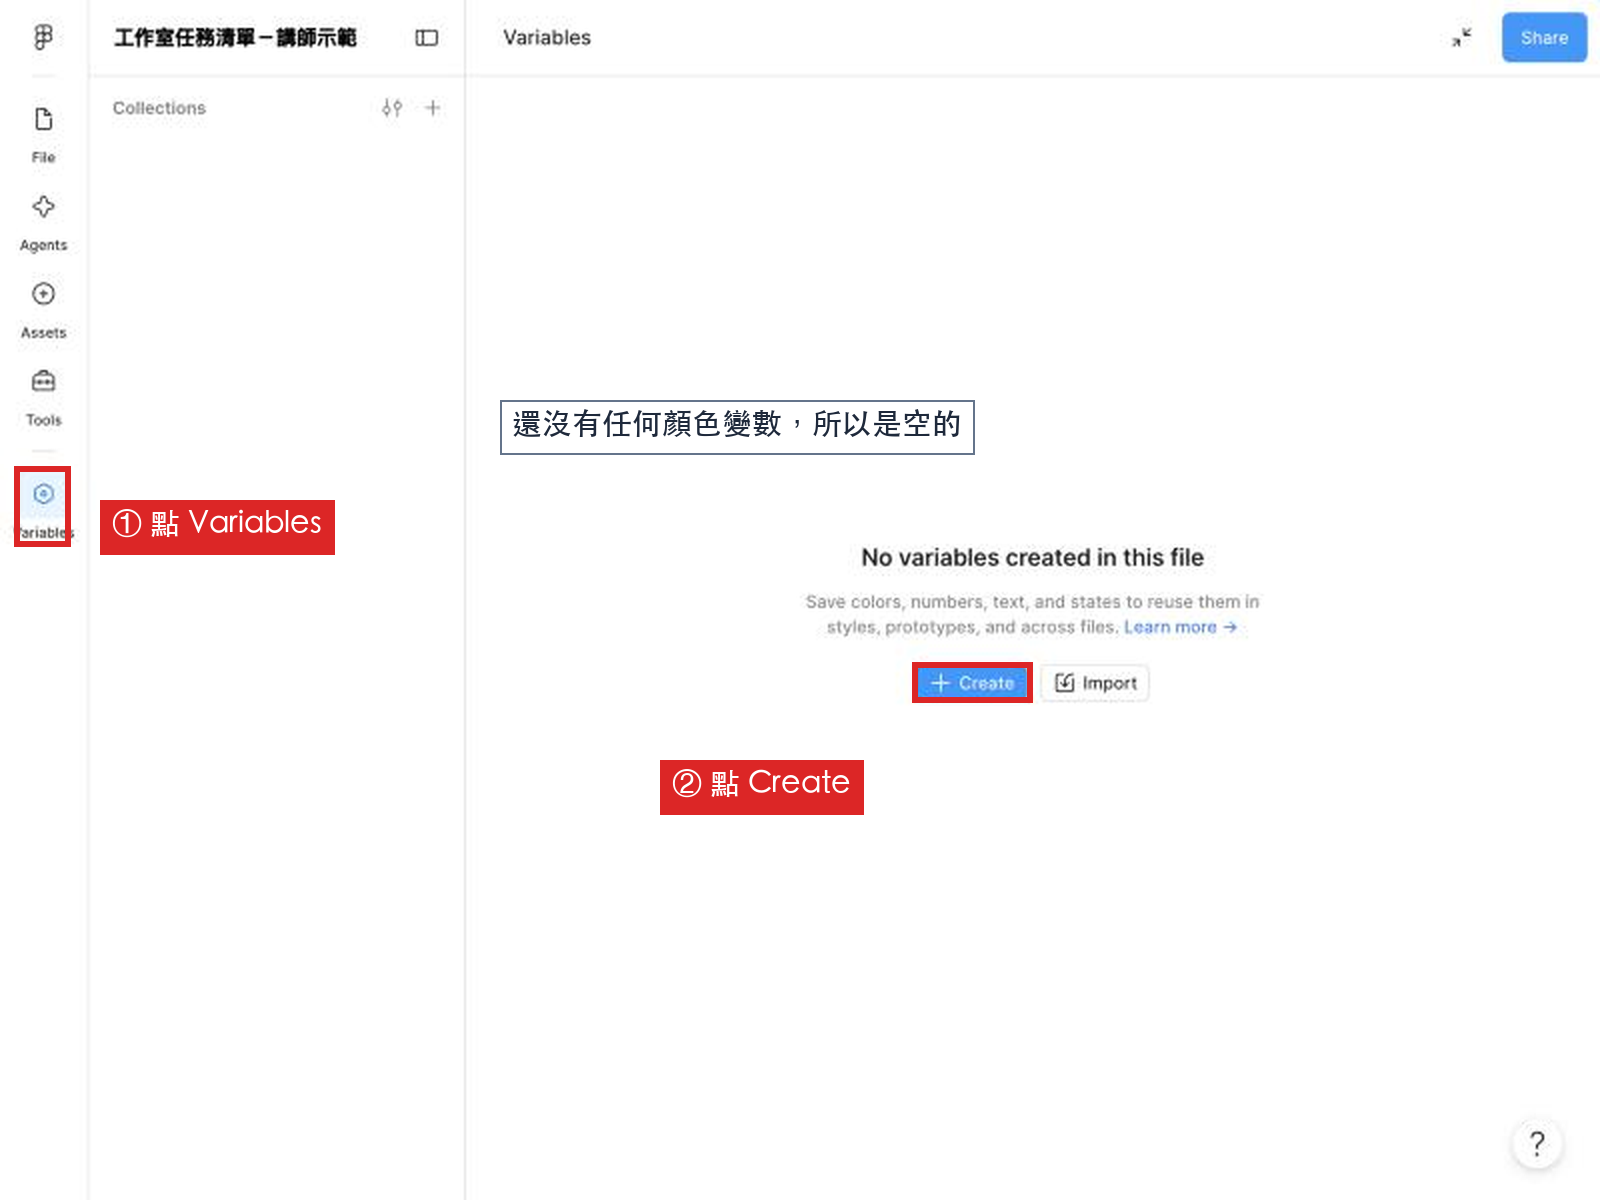 工作室任務清單－講師示範
Variables
Share
Collections
File
Agents
Assets
Tools
Variables
還沒有任何顏色變數，所以是空的
① 點 Variables
No variables created in this file
Save colors, numbers, text, and states to reuse them in
styles, prototypes, and across files. Learn more →
+ Create
Import
② 點 Create
?